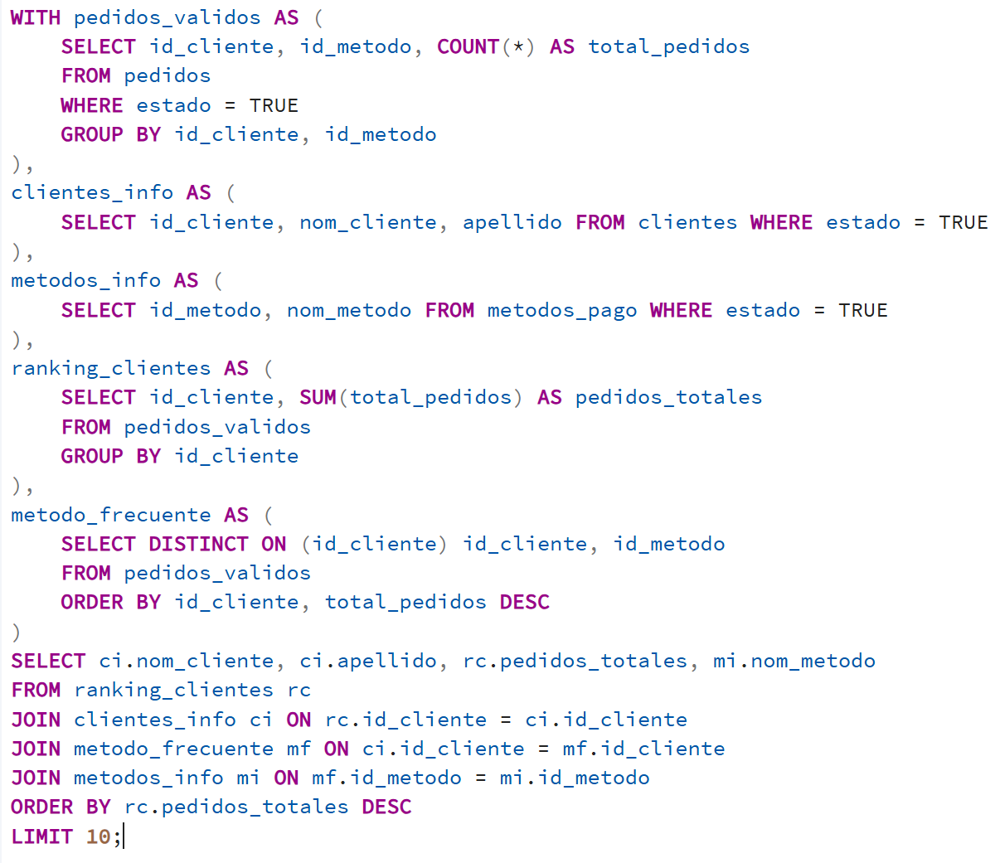 WITH pedidos_validos AS (
    SELECT id_cliente, id_metodo, COUNT(*) AS total_pedidos
    FROM pedidos
    WHERE estado = TRUE
    GROUP BY id_cliente, id_metodo
),
clientes_info AS (
    SELECT id_cliente, nom_cliente, apellido FROM clientes WHERE estado = TRUE
),
metodos_info AS (
    SELECT id_metodo, nom_metodo FROM metodos_pago WHERE estado = TRUE
),
ranking_clientes AS (
    SELECT id_cliente, SUM(total_pedidos) AS pedidos_totales
    FROM pedidos_validos
    GROUP BY id_cliente
),
metodo_frecuente AS (
    SELECT DISTINCT ON (id_cliente) id_cliente, id_metodo
    FROM pedidos_validos
    ORDER BY id_cliente, total_pedidos DESC
)
SELECT ci.nom_cliente, ci.apellido, rc.pedidos_totales, mi.nom_metodo
FROM ranking_clientes rc
JOIN clientes_info ci ON rc.id_cliente = ci.id_cliente
JOIN metodo_frecuente mf ON ci.id_cliente = mf.id_cliente
JOIN metodos_info mi ON mf.id_metodo = mi.id_metodo
ORDER BY rc.pedidos_totales DESC
LIMIT 10;